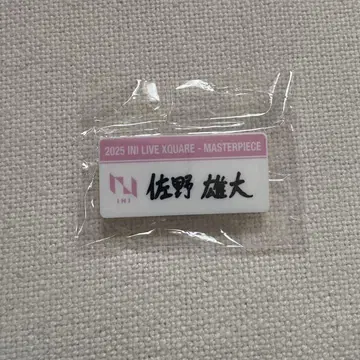 2025 INI LIVE XQUARE - MASTERPIECE
INI
佐野 雄大